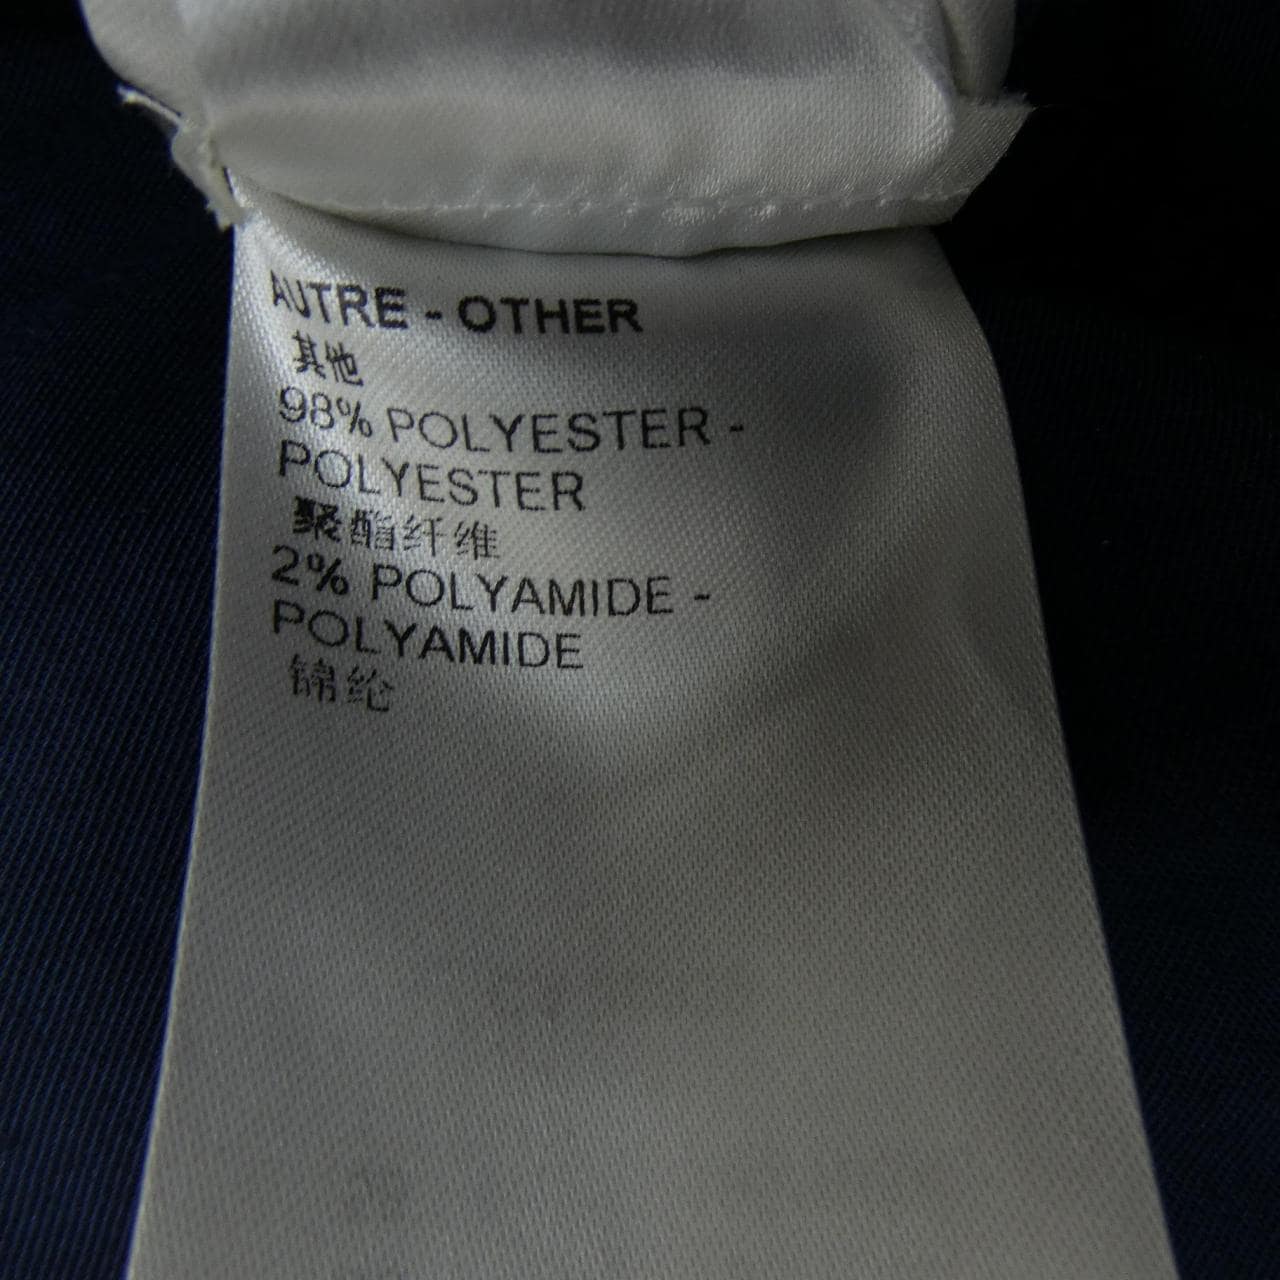 AUTRE - OTHER
其他
98% POLYESTER -
POLYESTER
聚酯纤维
2% POLYAMIDE -
POLYAMIDE
锦纶